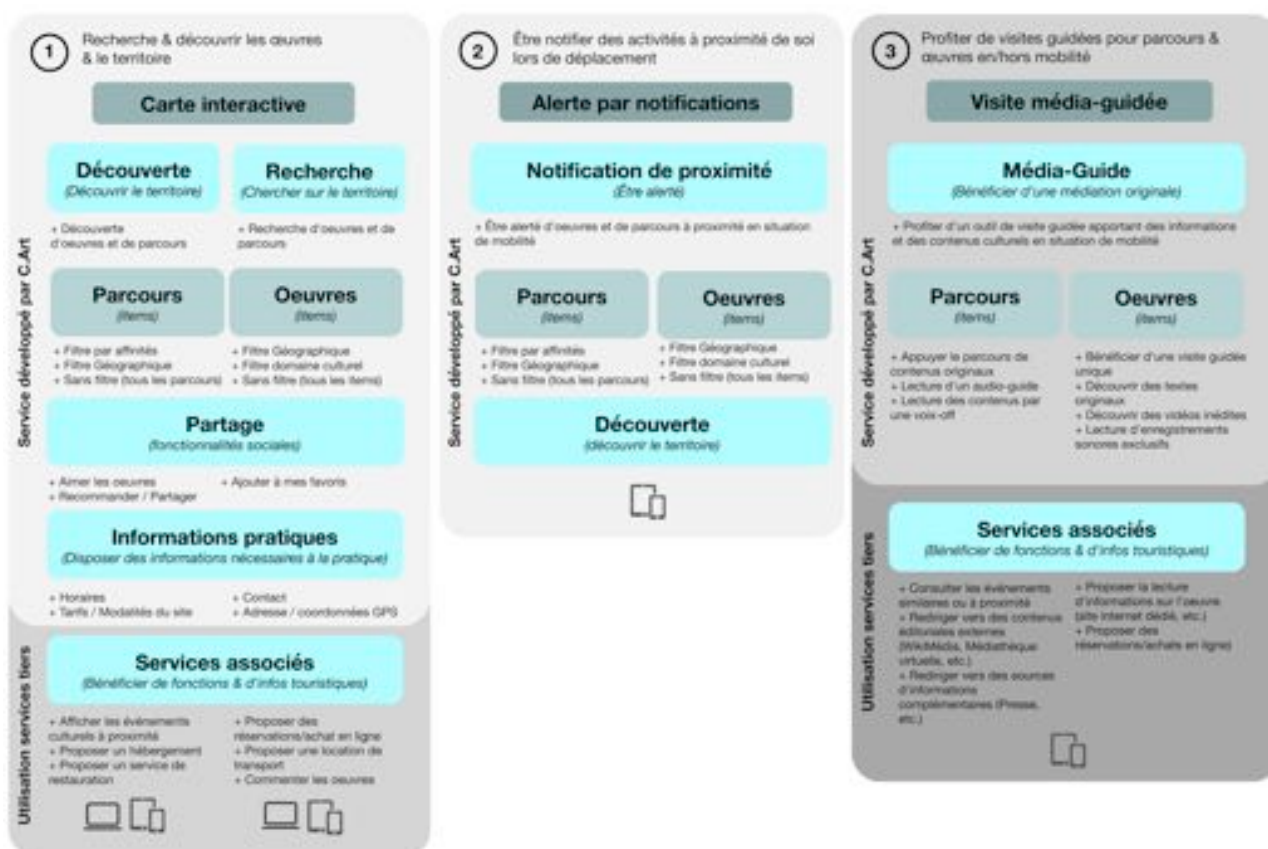 1
Recherche & découvrir les œuvres
& le territoire
Carte interactive
Service développé par C.Art
Découverte
(Découvrir le territoire)
Recherche
(Chercher sur le territoire)
+ Découverte
d'oeuvres et de parcours
+ Recherche d'oeuvres et de
parcours
Parcours
(items)
Oeuvres
(items)
+ Filtre par affinités
+ Filtre Géographique
+ Sans filtre (tous les parcours)
+ Filtre Géographique
+ Filtre domaine culturel
+ Sans filtre (tous les items)
Partage
(fonctionnalités sociales)
+ Aimer les oeuvres
+ Recommander / Partager
+ Ajouter à mes favoris
Informations pratiques
(Disposer des informations nécessaires à la pratique)
+ Horaires
+ Tarifs / Modalités du site
+ Contact
+ Adresse / coordonnées GPS
Utilisation services tiers
Services associés
(Bénéficier de fonctions & d'infos touristiques)
+ Afficher les événements
culturels à proximité
+ Proposer un hébergement
+ Proposer un service de
restauration
+ Proposer des
réservations/achat en ligne
+ Proposer une location de
transport
+ Commenter les oeuvres
2
Être notifier des activités à proximité de soi
lors de déplacement
Alerte par notifications
Service développé par C.Art
Notification de proximité
(Être alerté)
+ Être alerté d'oeuvres et de parcours à proximité en situation
de mobilité
Parcours
(items)
Oeuvres
(items)
+ Filtre par affinités
+ Filtre Géographique
+ Sans filtre (tous les parcours)
+ Filtre Géographique
+ Filtre domaine culturel
+ Sans filtre (tous les items)
Découverte
(découvrir le territoire)
3
Profiter de visites guidées pour parcours &
œuvres en/hors mobilité
Visite média-guidée
Service développé par C.Art
Média-Guide
(Bénéficier d'une médiation originale)
+ Profiter d'un outil de visite guidée apportant des informations
et des contenus culturels en situation de mobilité
Parcours
(items)
Oeuvres
(items)
+ Appuyer le parcours de
contenus originaux
+ Lecture d'un audio-guide
+ Lecture des contenus par
une voix-off
+ Bénéficier d'une visite guidée
unique
+ Découvrir des textes
originaux
+ Découvrir des vidéos inédites
+ Lecture d'enregistrements
sonores exclusifs
Utilisation services tiers
Services associés
(Bénéficier de fonctions & d'infos touristiques)
+ Consulter les événements
similaires ou à proximité
+ Rediriger vers des contenus
éditoriales externes
(WikiMédia, Médiathèque
virtuelle, etc.)
+ Rediriger vers des sources
d'informations
complémentaires (Presse,
etc.)
+ Proposer la lecture
d'informations sur l'oeuvre
(site internet dédié, etc.)
+ Proposer des
réservations/achats en ligne)